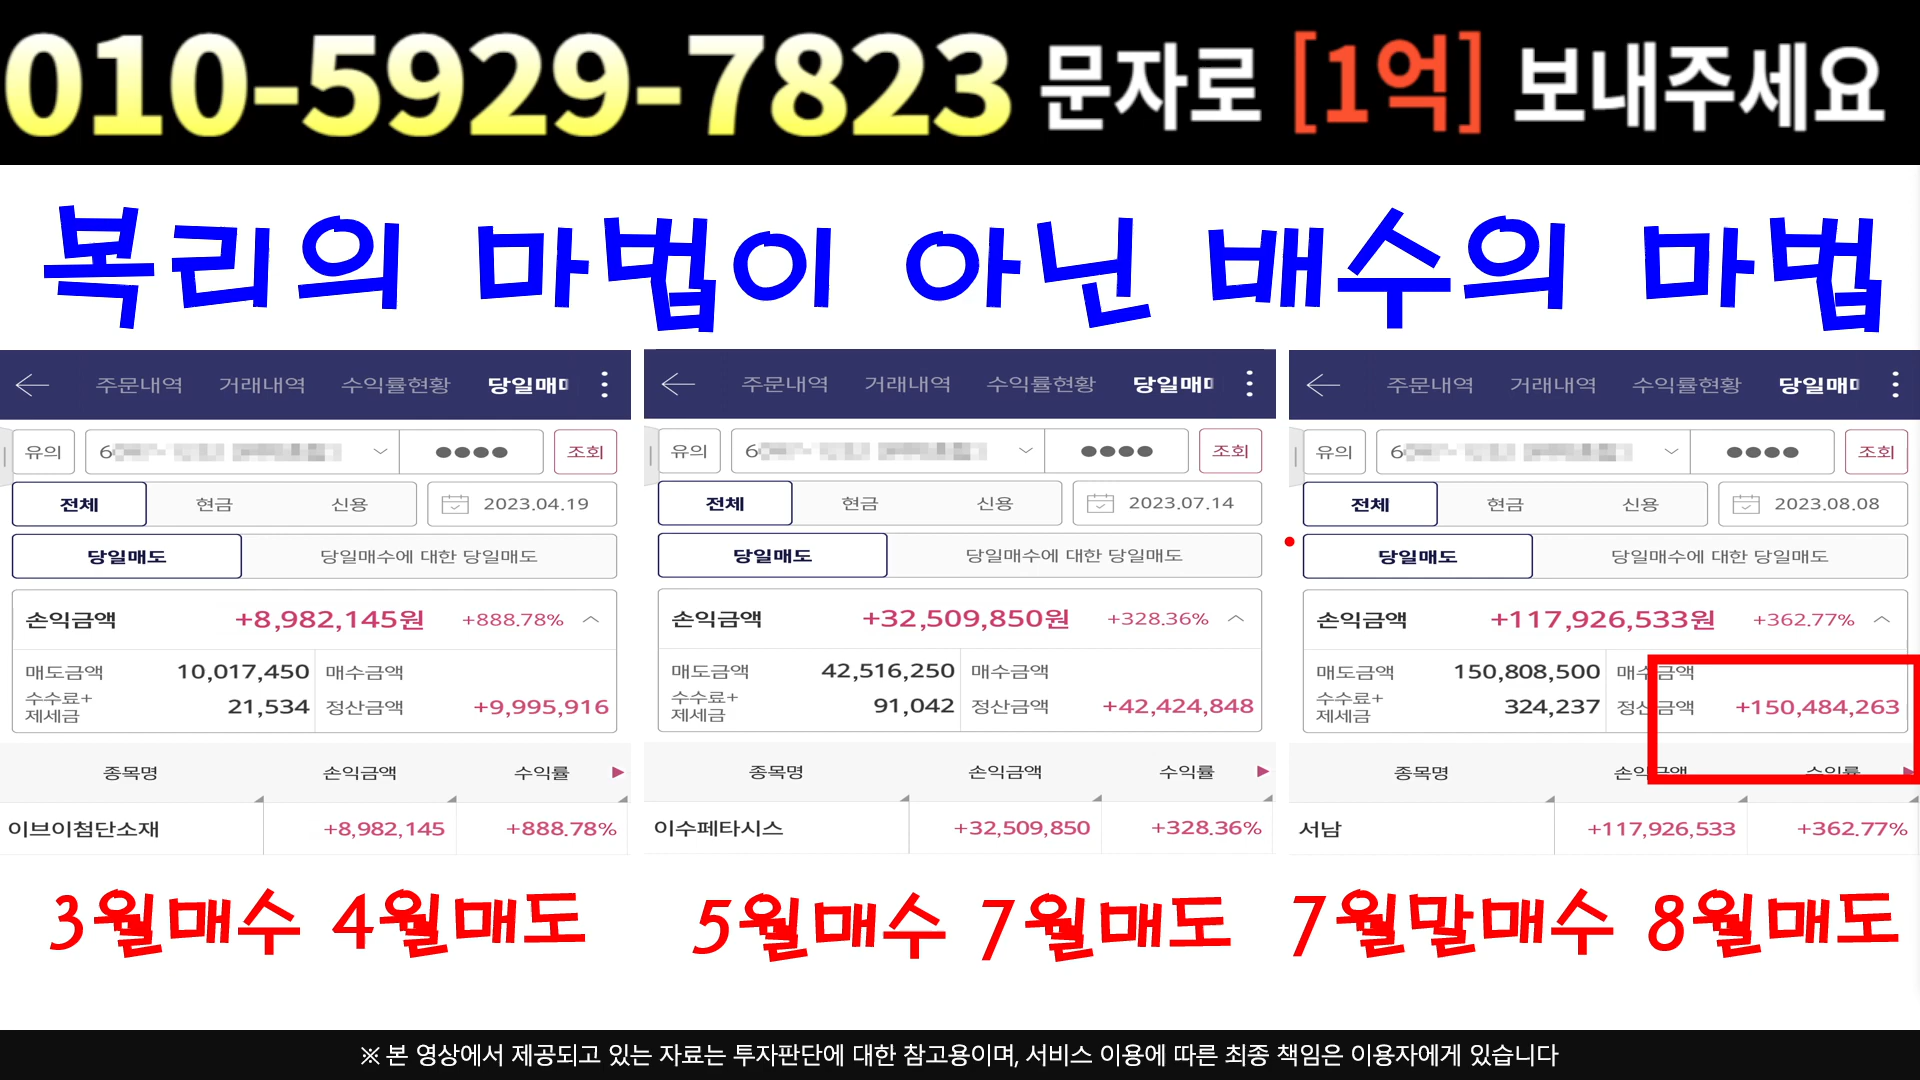 010-5929-7823 문자로 [1억] 보내주세요
복리의 마법이 아닌 배수의 마법
주문내역 거래내역 수익률현황 당일매
유의 6 ●●●● 조회
전체 현금 신용 2023.04.19
당일매도 당일매수에 대한 당일매도
손익금액 +8,982,145원 +888.78%
매도금액 10,017,450 매수금액
수수료+
제세금 21,534 정산금액 +9,995,916
종목명 손익금액 수익률
이브이첨단소재 +8,982,145 +888.78%
3월매수 4월매도
주문내역 거래내역 수익률현황 당일매
유의 6 ●●●● 조회
전체 현금 신용 2023.07.14
당일매도 당일매수에 대한 당일매도
손익금액 +32,509,850원 +328.36%
매도금액 42,516,250 매수금액
수수료+
제세금 91,042 정산금액 +42,424,848
종목명 손익금액 수익률
이수페타시스 +32,509,850 +328.36%
5월매수 7월매도
주문내역 거래내역 수익률현황 당일매
유의 6 ●●●● 조회
전체 현금 신용 2023.08.08
당일매도 당일매수에 대한 당일매도
손익금액 +117,926,533원 +362.77%
매도금액 150,808,500 매수금액
수수료+
제세금 324,237 정산금액 +150,484,263
종목명 손익금액 수익률
서남 +117,926,533 +362.77%
7월말매수 8월매도
※ 본 영상에서 제공되고 있는 자료는 투자판단에 대한 참고용이며, 서비스 이용에 따른 최종 책임은 이용자에게 있습니다